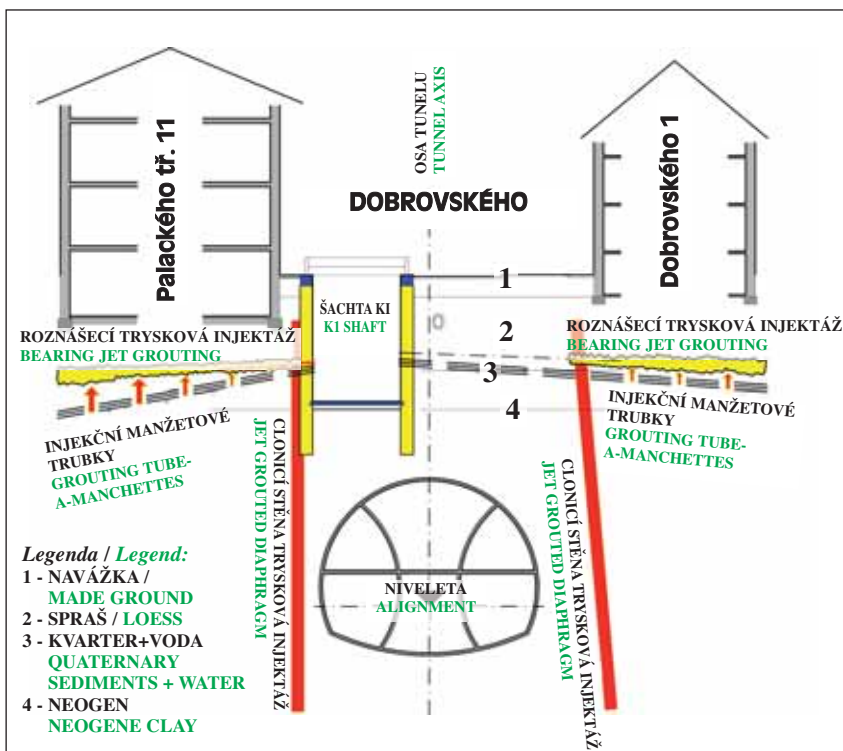 Palackého tř. 11
OSA TUNELU
TUNNEL AXIS
Dobrovského 1
DOBROVSKÉHO
1
ŠACHTA KI
K1 SHAFT
2
ROZNÁŠECÍ TRYSKOVÁ INJEKTÁŽ
BEARING JET GROUTING
ROZNÁŠECÍ TRYSKOVÁ INJEKTÁŽ
BEARING JET GROUTING
3
4
INJEKČNÍ MANŽETOVÉ
TRUBKY
GROUTING TUBE-
A-MANCHETTES
INJEKČNÍ MANŽETOVÉ
TRUBKY
GROUTING TUBE-
A-MANCHETTES
CLONICÍ STĚNA TRYSKOVÁ INJEKTÁŽ
JET GROUTED DIAPHRAGM
CLONICÍ STĚNA TRYSKOVÁ INJEKTÁŽ
JET GROUTED DIAPHRAGM
NIVELETA
ALIGNMENT
Legenda / Legend:
1 - NAVÁŽKA /
MADE GROUND
2 - SPRAŠ / LOESS
3 - KVARTER+VODA
QUATERNARY
SEDIMENTS + WATER
4 - NEOGEN
NEOGENE CLAY